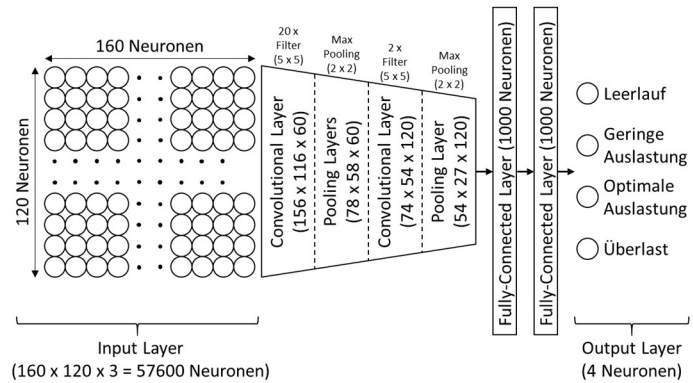 160 Neuronen
120 Neuronen
20 x
Filter
(5 x 5)
Max
Pooling
(2 x 2)
2 x
Filter
(5 x 5)
Max
Pooling
(2 x 2)
Convolutional Layer
(156 x 116 x 60)
Pooling Layers
(78 x 58 x 60)
Convolutional Layer
(74 x 54 x 120)
Pooling Layer
(54 x 27 x 120)
Fully-Connected Layer (1000 Neuronen)
Fully-Connected Layer (1000 Neuronen)
Leerlauf
Geringe
Auslastung
Optimale
Auslastung
Überlast
Input Layer
(160 x 120 x 3 = 57600 Neuronen)
Output Layer
(4 Neuronen)